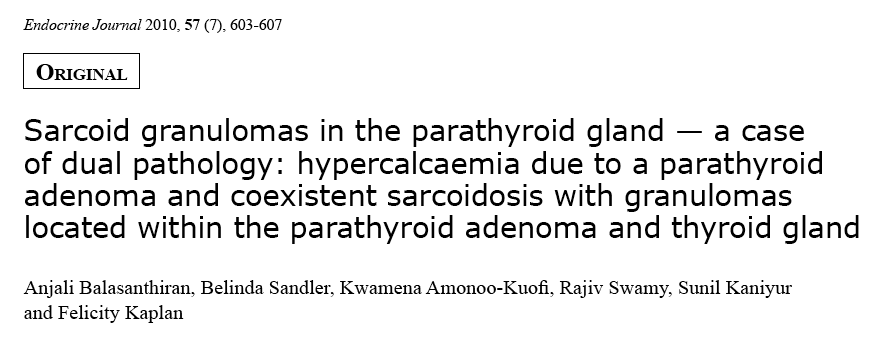 Endocrine Journal 2010, 57 (7), 603-607
ORIGINAL
Sarcoid granulomas in the parathyroid gland — a case
of dual pathology: hypercalcaemia due to a parathyroid
adenoma and coexistent sarcoidosis with granulomas
located within the parathyroid adenoma and thyroid gland
Anjali Balasanthiran, Belinda Sandler, Kwamena Amonoo-Kuofi, Rajiv Swamy, Sunil Kaniyur
and Felicity Kaplan